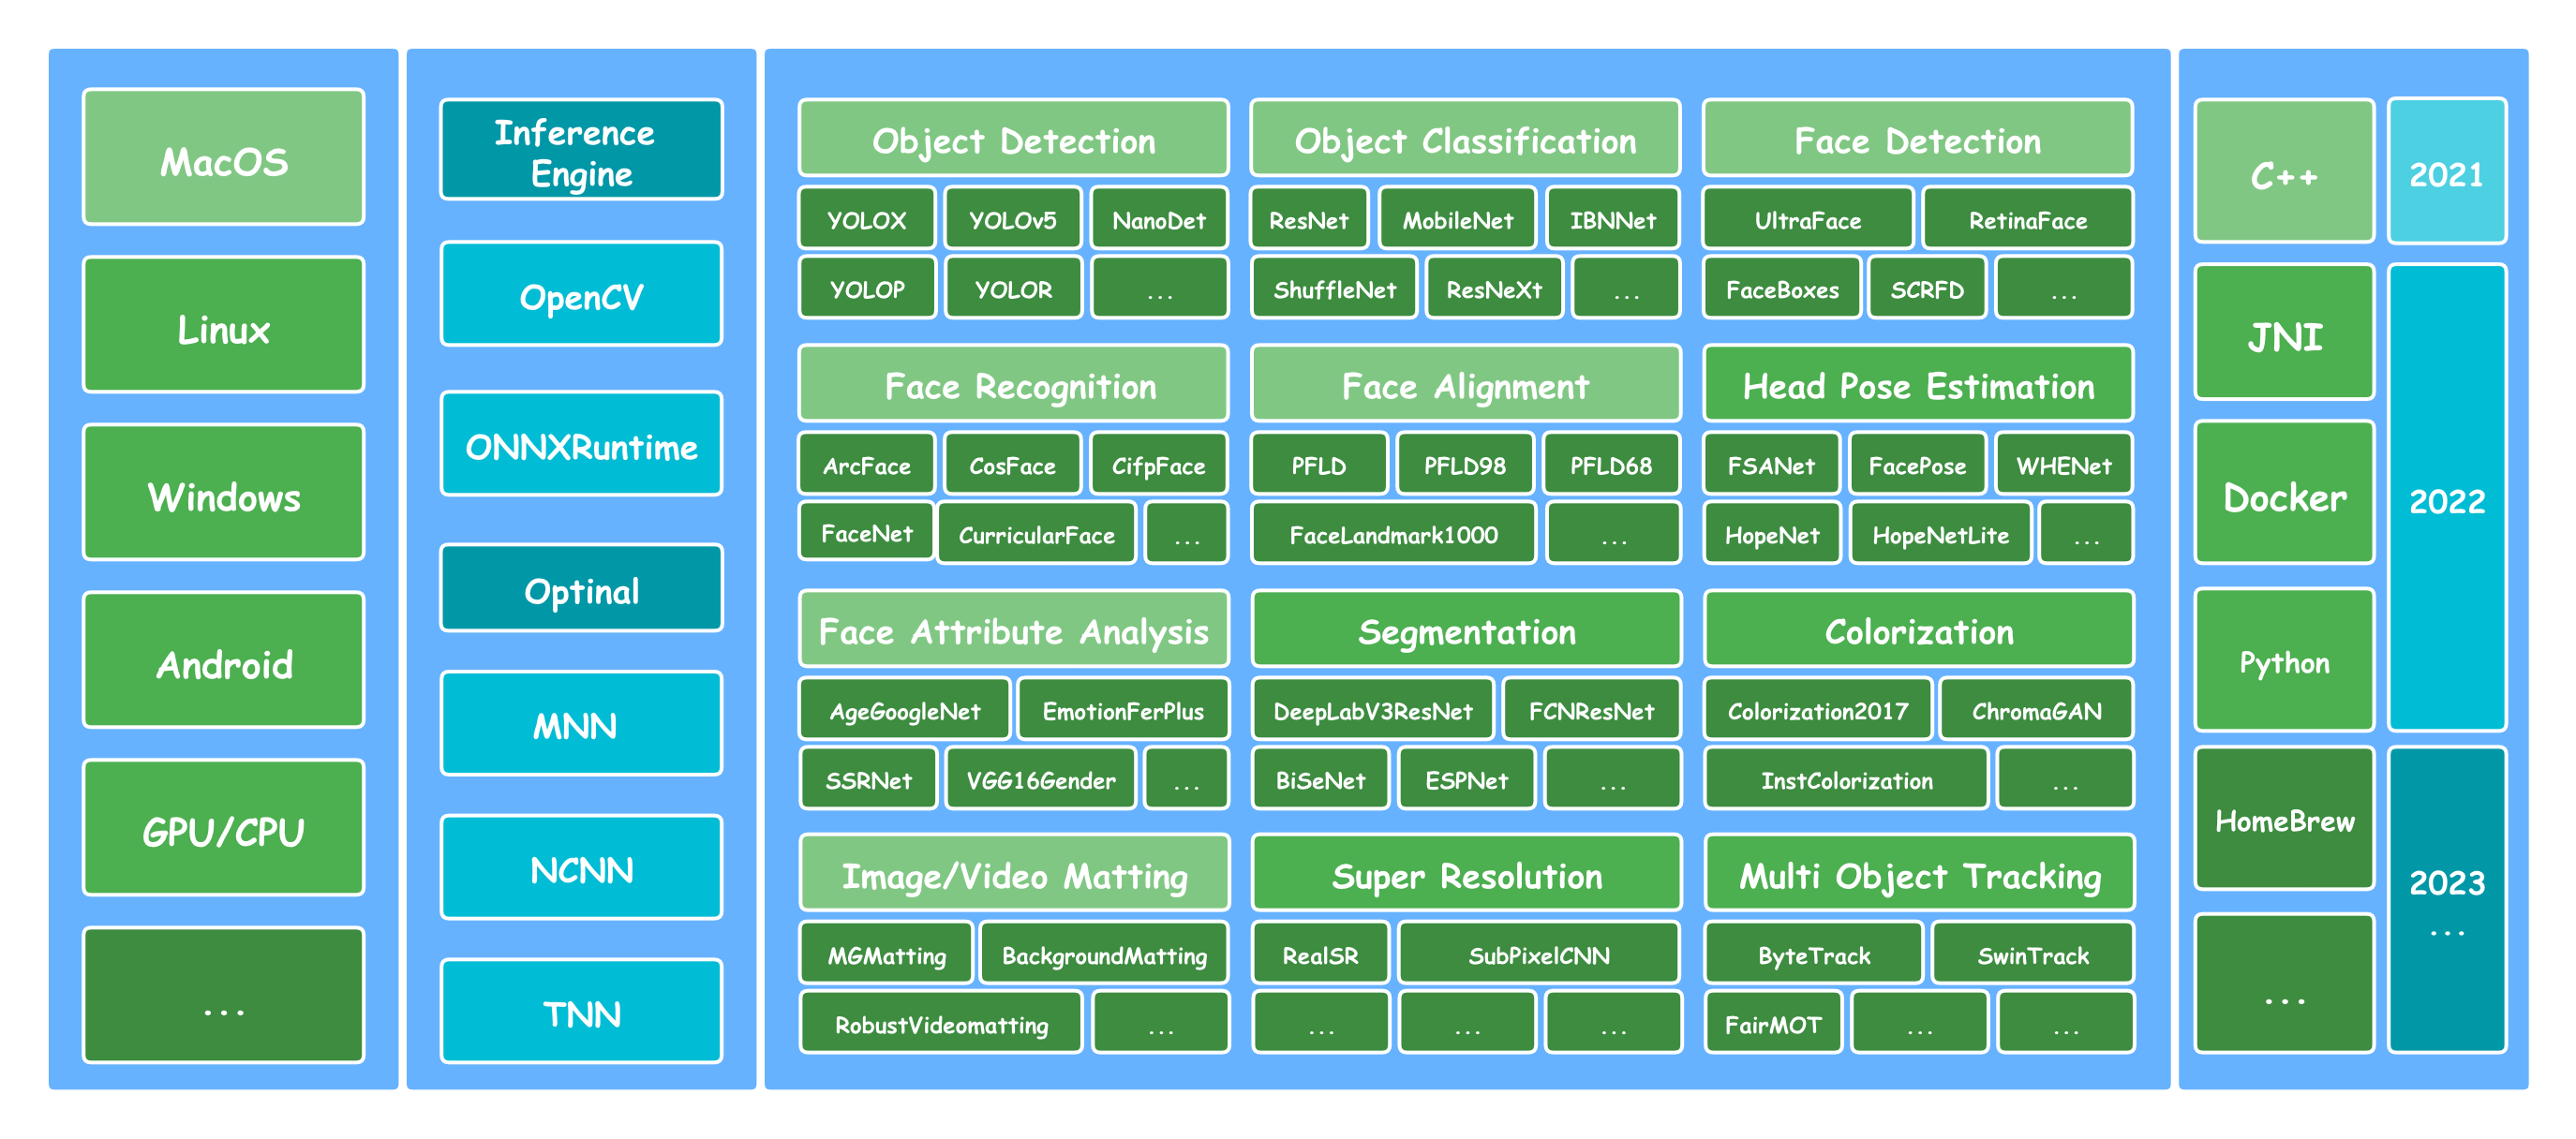 MacOS
Linux
Windows
Android
GPU/CPU
...
Inference
Engine
OpenCV
ONNXRuntime
Optinal
MNN
NCNN
TNN
Object Detection
YOLOX YOLOv5 NanoDet
YOLOP YOLOR ...
Object Classification
ResNet MobileNet IBNNet
ShuffleNet ResNeXt ...
Face Detection
UltraFace RetinaFace
FaceBoxes SCRFD ...
Face Recognition
ArcFace CosFace CifpFace
FaceNet CurricularFace ...
Face Alignment
PFLD PFLD98 PFLD68
FaceLandmark1000 ...
Head Pose Estimation
FSANet FacePose WHENet
HopeNet HopeNetLite ...
Face Attribute Analysis
AgeGoogleNet EmotionFerPlus
SSRNet VGG16Gender ...
Segmentation
DeepLabV3ResNet FCNResNet
BiSeNet ESPNet ...
Colorization
Colorization2017 ChromaGAN
InstColorization ...
Image/Video Matting
MGMatting BackgroundMatting
RobustVideomatting ...
Super Resolution
RealSR SubPixelCNN
... ... ...
Multi Object Tracking
ByteTrack SwinTrack
FairMOT ... ...
C++
JNI
Docker
Python
HomeBrew
...
2021
2022
2023
...